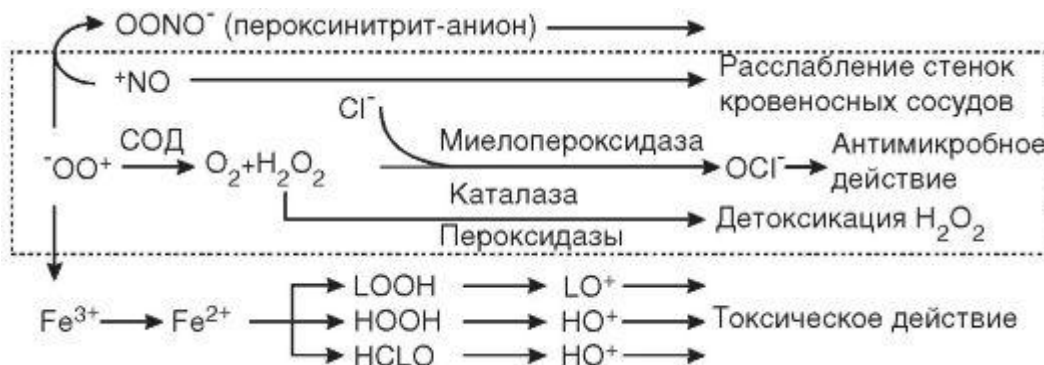 OONO⁻ (пероксинитрит-анион)
⁺NO
Расслабление стенок
кровеносных сосудов
Cl⁻
⁻OO⁺
СОД
O₂+H₂O₂
Миелопероксидаза
OCl⁻
Антимикробное
действие
Каталаза
Пероксидазы
Детоксикация H₂O₂
Fe³⁺
Fe²⁺
LOOH
LO⁺
HOOH
HO⁺
Токсическое действие
HCLO
HO⁺